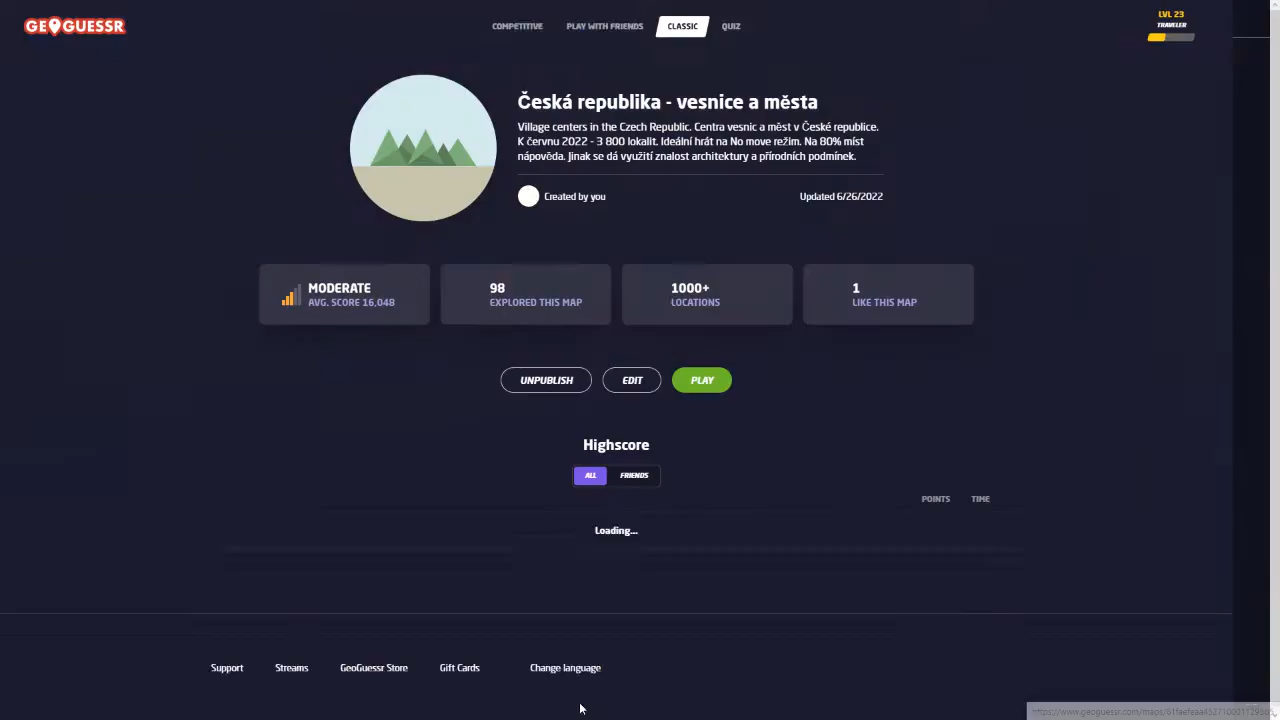 GEOGUESSR
COMPETITIVE PLAY WITH FRIENDS CLASSIC QUIZ
LVL 23
TRAVELER
Česká republika - vesnice a města
Village centers in the Czech Republic. Centra vesnic a měst v České republice.
K červnu 2022 - 3 800 lokalit. Ideální hrát na No move režim. Na 80% míst
nápověda. Jinak se dá využití znalost architektury a přírodních podmínek.
Created by you Updated 6/26/2022
MODERATE
AVG. SCORE 16,048
98
EXPLORED THIS MAP
1000+
LOCATIONS
1
LIKE THIS MAP
UNPUBLISH EDIT PLAY
Highscore
ALL FRIENDS
POINTS TIME
Loading...
Support Streams GeoGuessr Store Gift Cards Change language